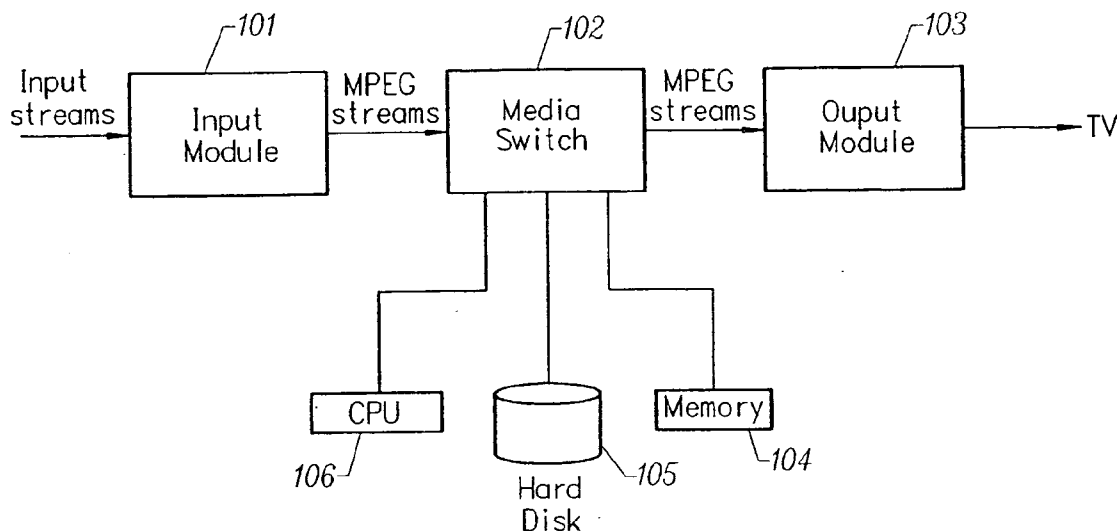 101
102
103
Input
streams
Input
Module
MPEG
streams
Media
Switch
MPEG
streams
Ouput
Module
TV
CPU
106
Hard
Disk
105
Memory
104